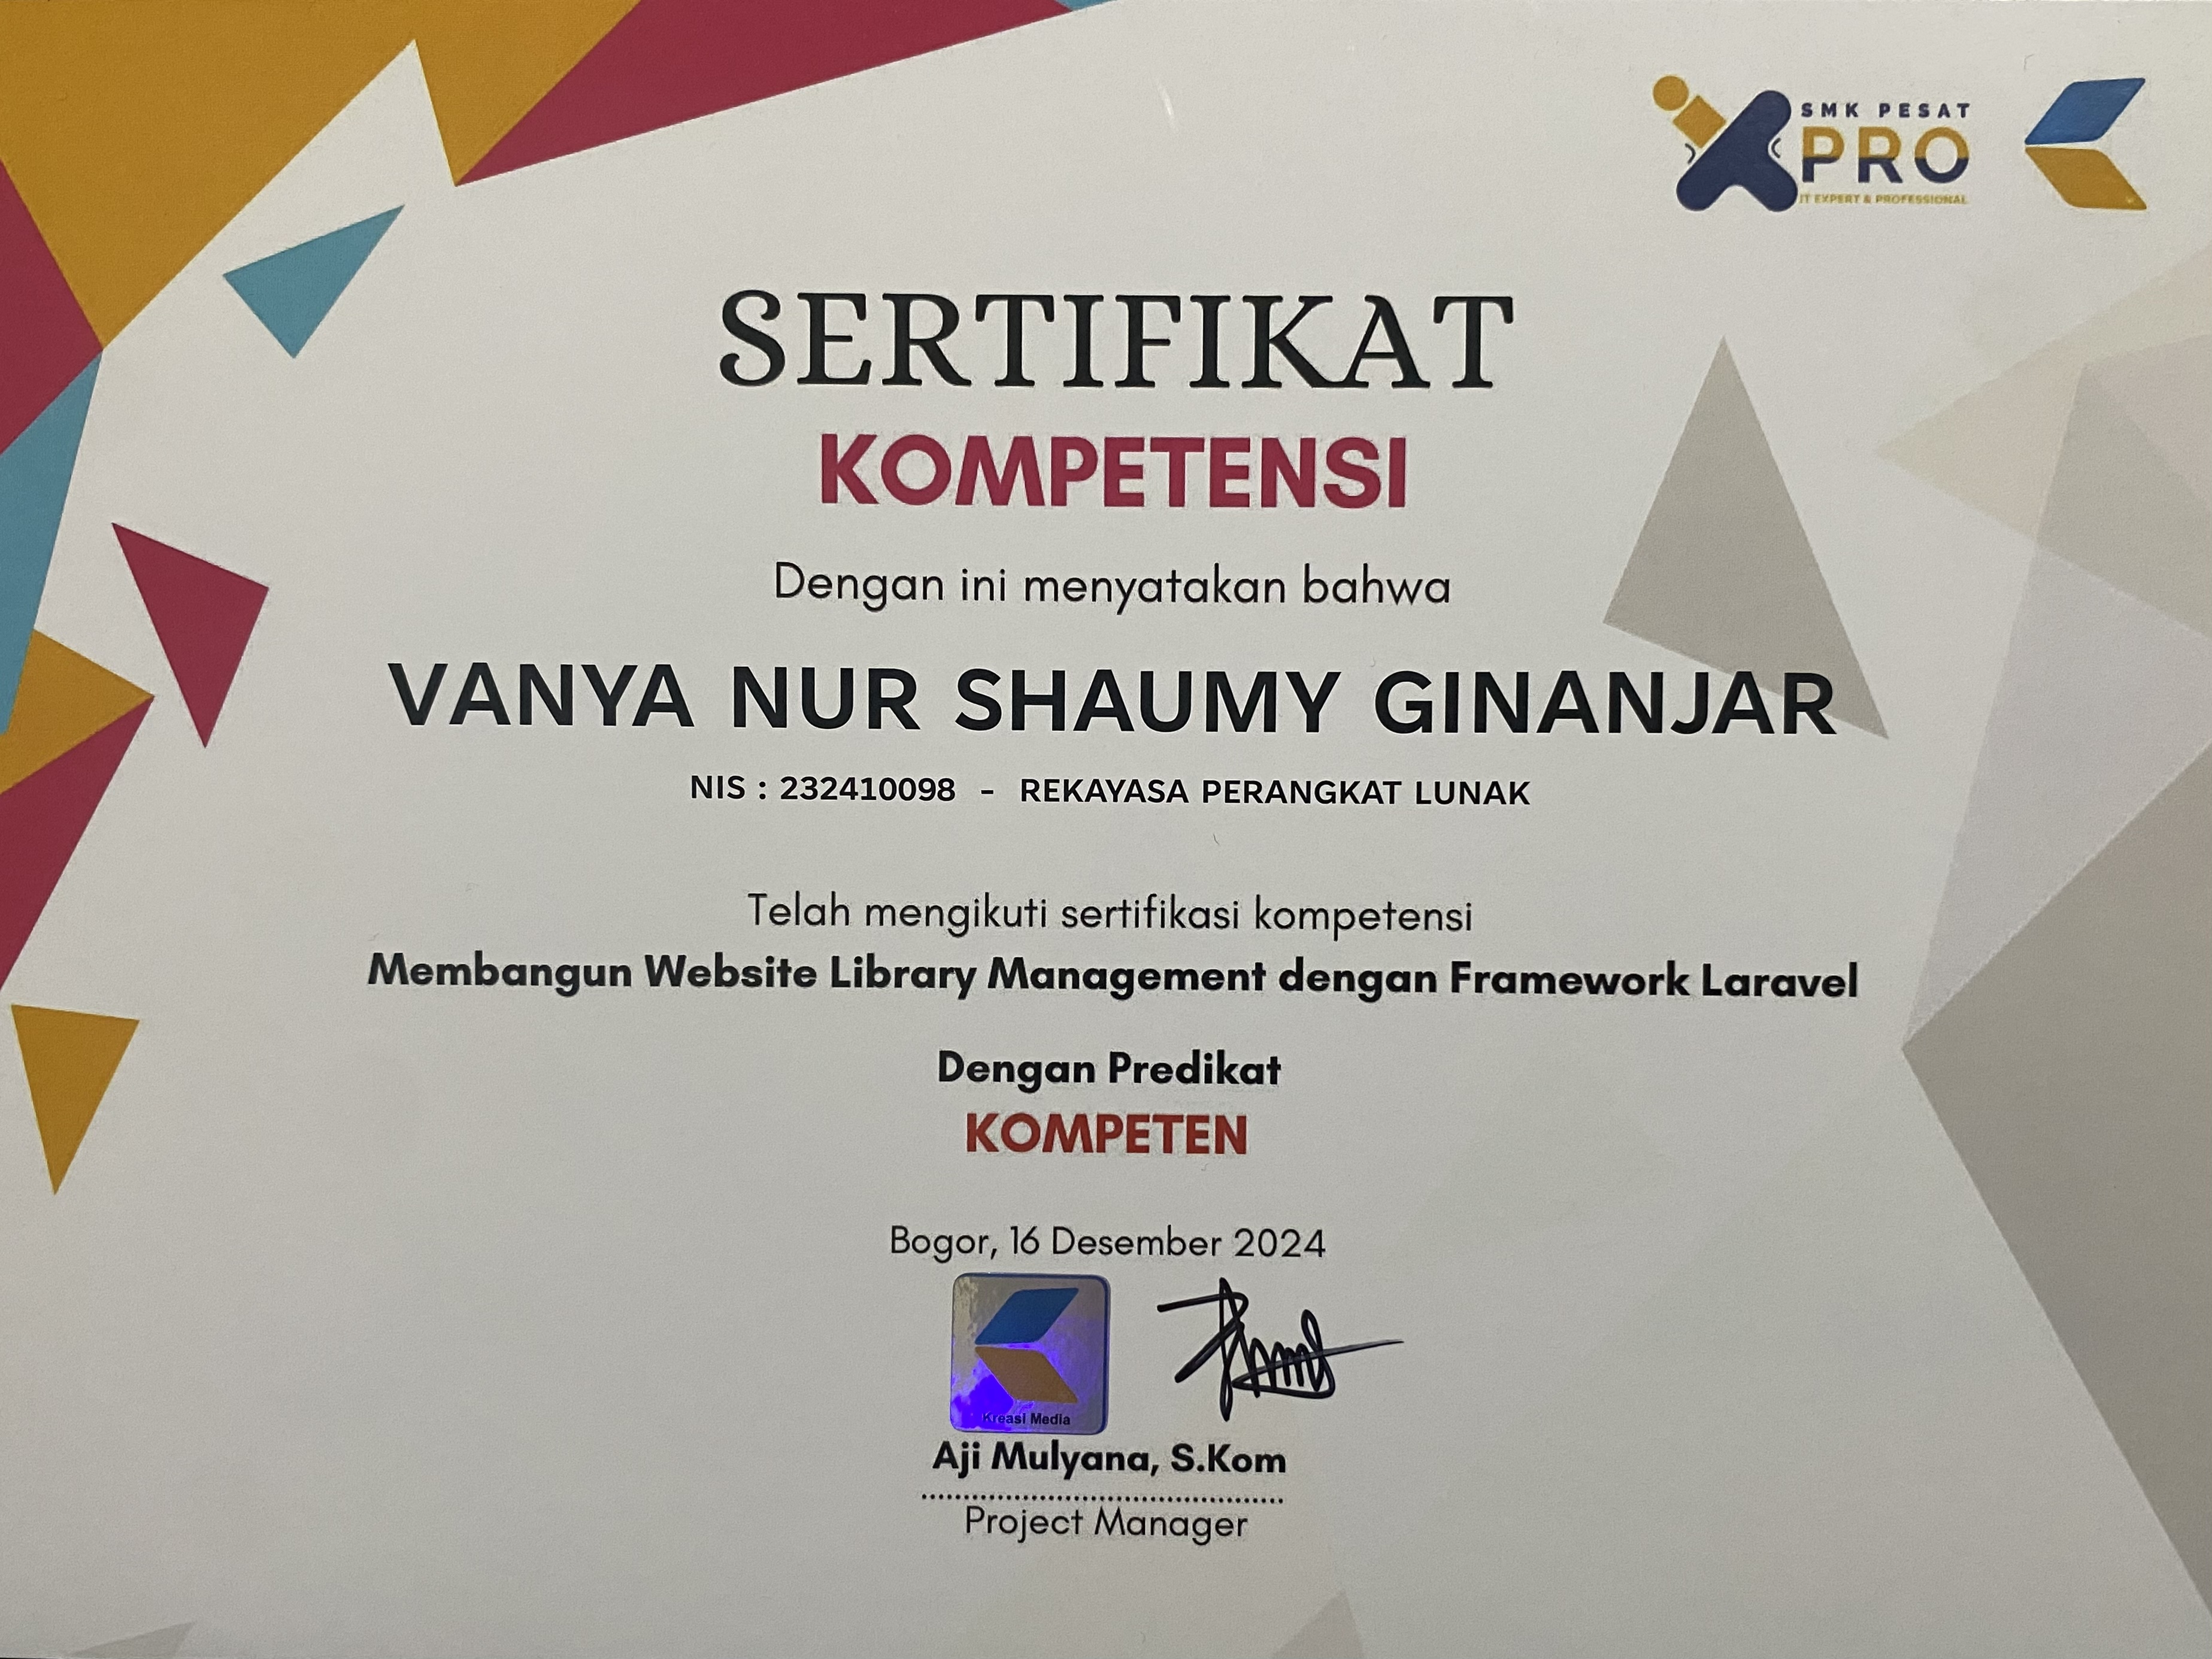 SMK PESAT
XPRO
IT EXPERT & PROFESSIONAL
SERTIFIKAT
KOMPETENSI
Dengan ini menyatakan bahwa
VANYA NUR SHAUMY GINANJAR
NIS : 232410098 - REKAYASA PERANGKAT LUNAK
Telah mengikuti sertifikasi kompetensi
Membangun Website Library Management dengan Framework Laravel
Dengan Predikat
KOMPETEN
Bogor, 16 Desember 2024
Kreasi Media
Aji Mulyana, S.Kom
Project Manager